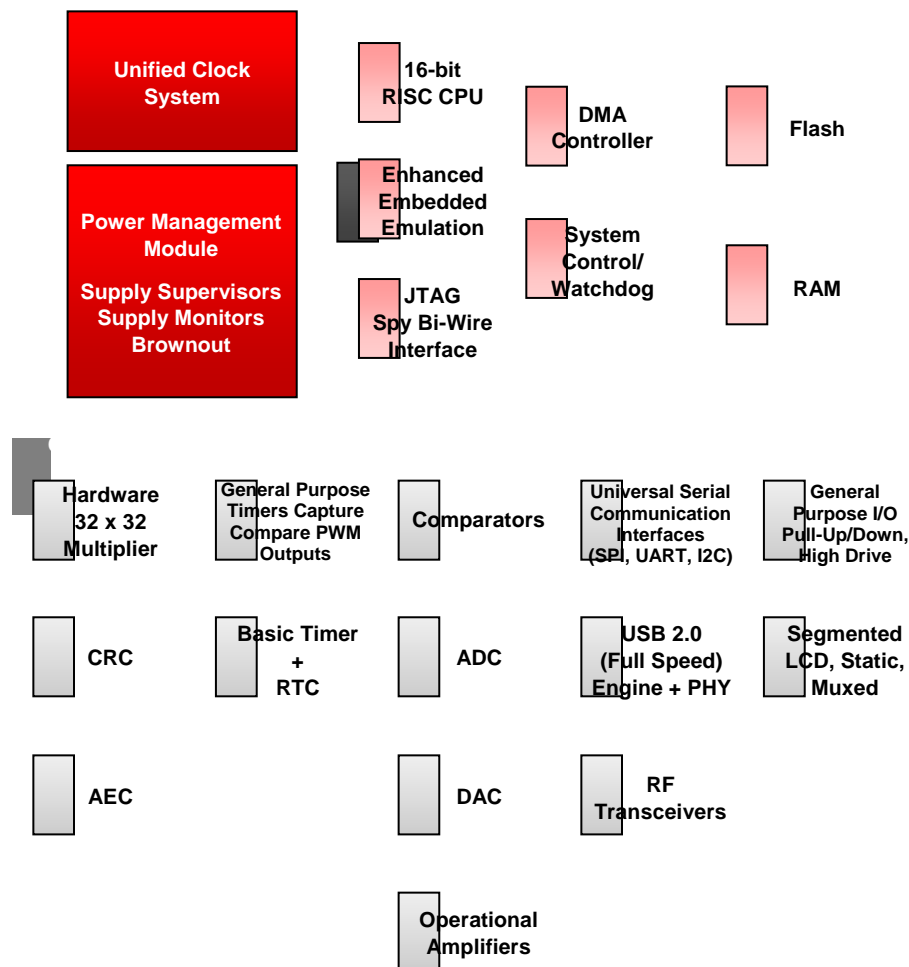 Unified Clock
System
Power Management
Module
Supply Supervisors
Supply Monitors
Brownout
16-bit
RISC CPU
Enhanced
Embedded
Emulation
JTAG
Spy Bi-Wire
Interface
DMA
Controller
System
Control/
Watchdog
Flash
RAM
Hardware
32 x 32
Multiplier
General Purpose
Timers Capture
Compare PWM
Outputs
Comparators
Universal Serial
Communication
Interfaces
(SPI, UART, I2C)
General
Purpose I/O
Pull-Up/Down,
High Drive
CRC
Basic Timer
+
RTC
ADC
USB 2.0
(Full Speed)
Engine + PHY
Segmented
LCD, Static,
Muxed
AEC
DAC
RF
Transceivers
Operational
Amplifiers